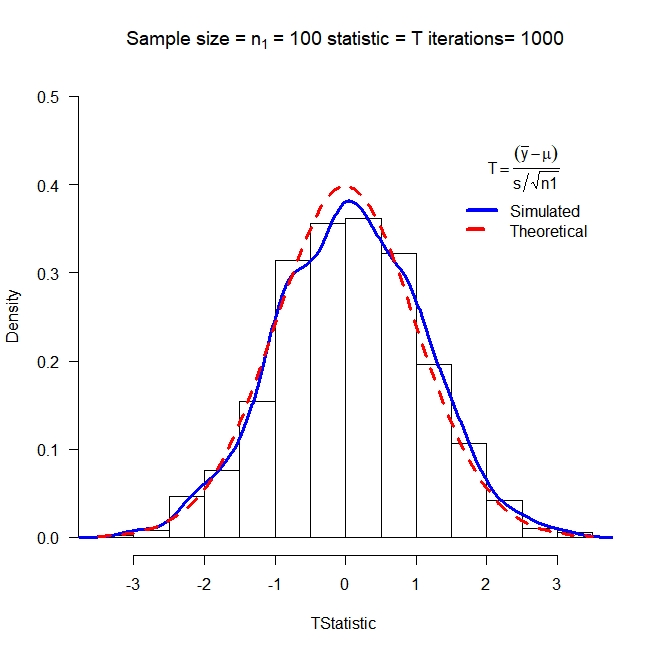 Sample size = n₁ = 100 statistic = T iterations= 1000
0.5
0.4
0.3
0.2
0.1
0.0
Density
T = (y̅ − μ) / s/√n1
Simulated
Theoretical
-3 -2 -1 0 1 2 3
TStatistic